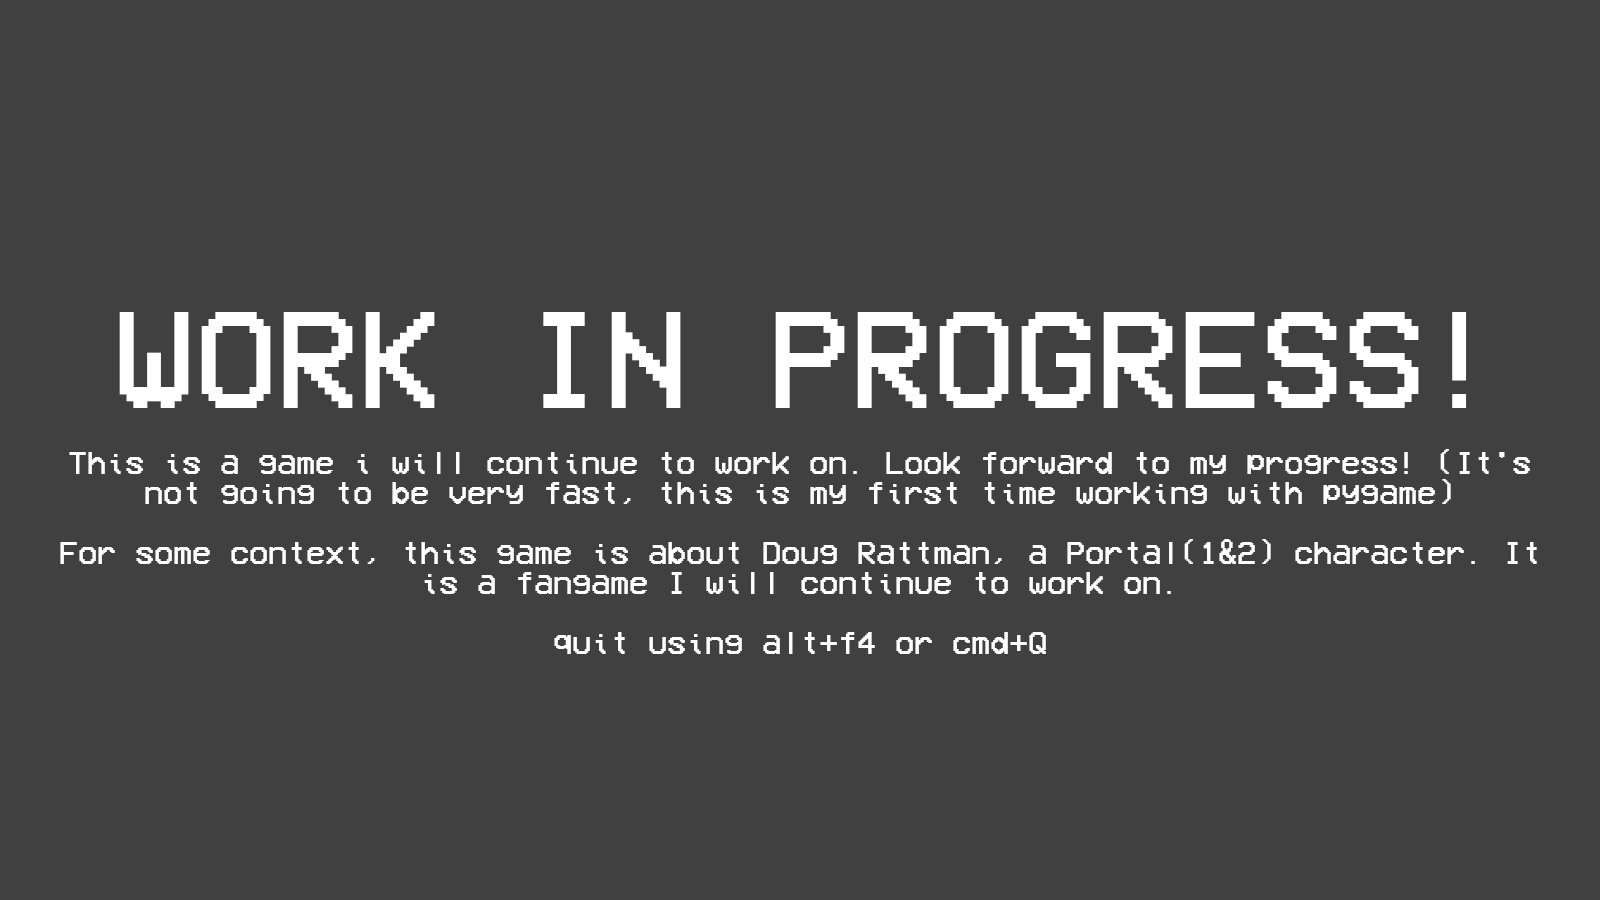 WORK IN PROGRESS!
This is a game i will continue to work on. Look forward to my progress! (It's
not going to be very fast, this is my first time working with pygame)
For some context, this game is about Doug Rattman, a Portal(1&2) character. It
is a fangame I will continue to work on.
quit using alt+f4 or cmd+Q